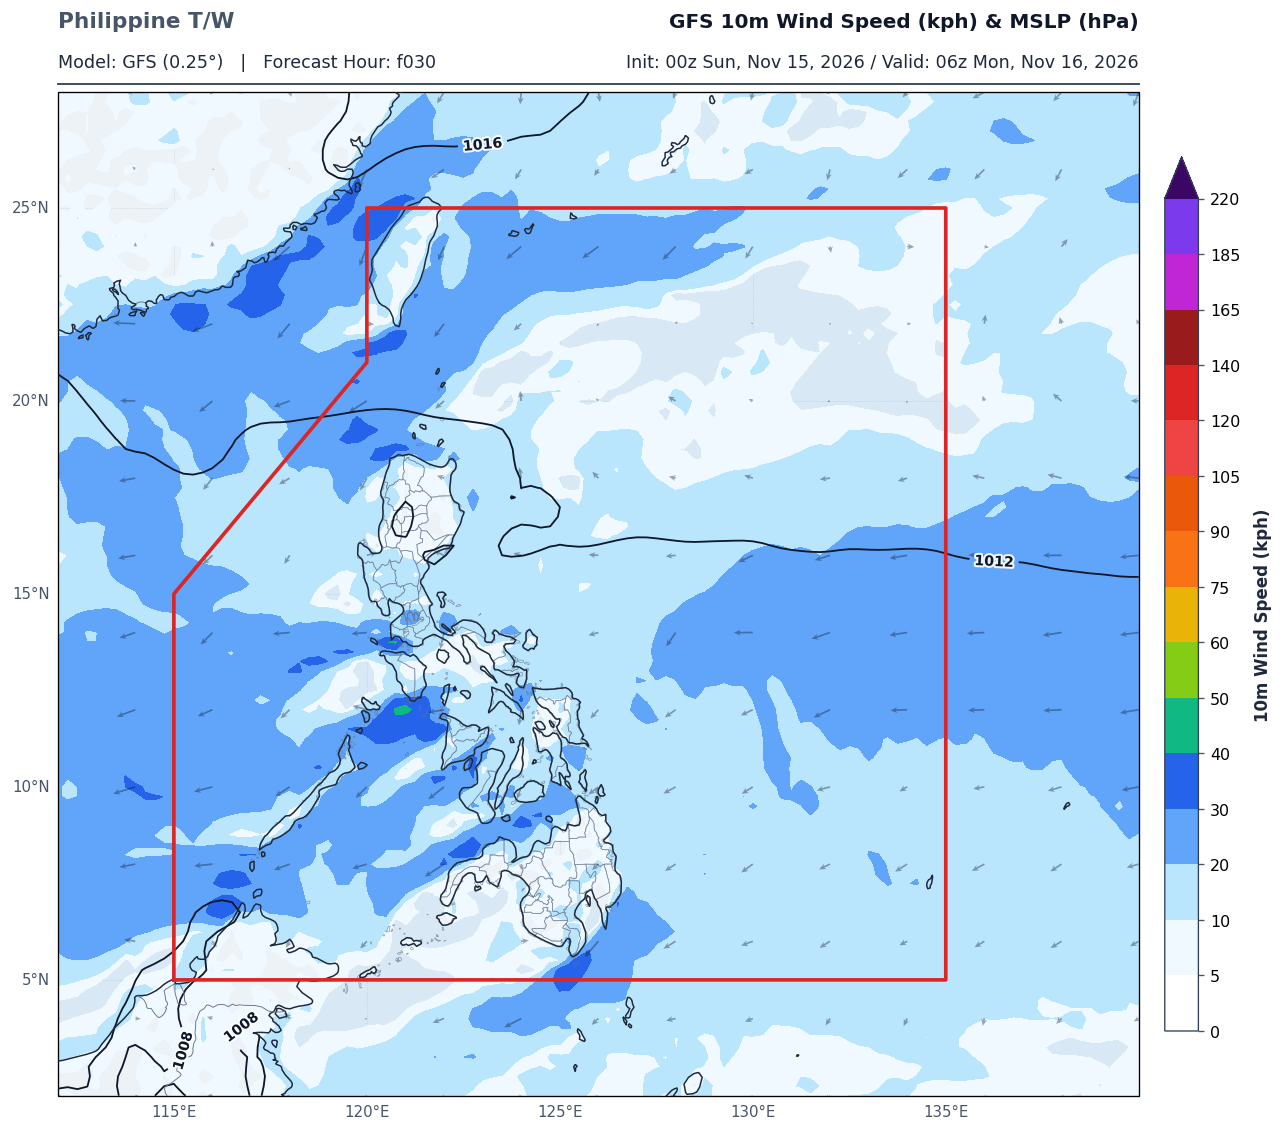 Philippine T/W
GFS 10m Wind Speed (kph) & MSLP (hPa)
Model: GFS (0.25°) | Forecast Hour: f030
Init: 00z Sun, Nov 15, 2026 / Valid: 06z Mon, Nov 16, 2026
1016
1012
1008
1008
25°N
20°N
15°N
10°N
5°N
115°E
120°E
125°E
130°E
135°E
220
185
165
140
120
105
90
75
60
50
40
30
20
10
5
0
10m Wind Speed (kph)